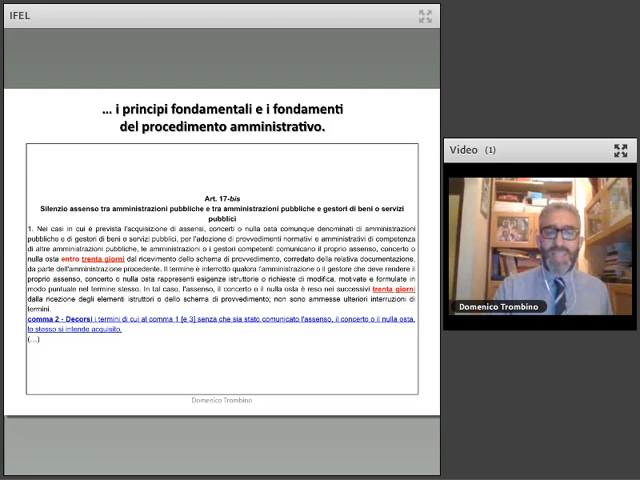 IFEL
... i principi fondamentali e i fondamenti
del procedimento amministrativo.
Art. 17-bis
Silenzio assenso tra amministrazioni pubbliche e tra amministrazioni pubbliche e gestori di beni o servizi
pubblici
1. Nei casi in cui è prevista l'acquisizione di assensi, concerti o nulla osta comunque denominati di amministrazioni
pubbliche e di gestori di beni o servizi pubblici, per l'adozione di provvedimenti normativi e amministrativi di competenza
di altre amministrazioni pubbliche, le amministrazioni o i gestori competenti comunicano il proprio assenso, concerto o
nulla osta entro trenta giorni dal ricevimento dello schema di provvedimento, corredato della relativa documentazione,
da parte dell'amministrazione procedente. Il termine è interrotto qualora l'amministrazione o il gestore che deve rendere il
proprio assenso, concerto o nulla osta rappresenti esigenze istruttorie o richieste di modifica, motivate e formulate in
modo puntuale nel termine stesso. In tal caso, l'assenso, il concerto o il nulla osta è reso nei successivi trenta giorni
dalla ricezione degli elementi istruttori o dello schema di provvedimento; non sono ammesse ulteriori interruzioni di
termini.
comma 2 - Decorsi i termini di cui al comma 1 [e 3] senza che sia stato comunicato l'assenso, il concerto o il nulla osta,
lo stesso si intende acquisito.
(...)
Domenico Trombino
Video (1)
Domenico Trombino